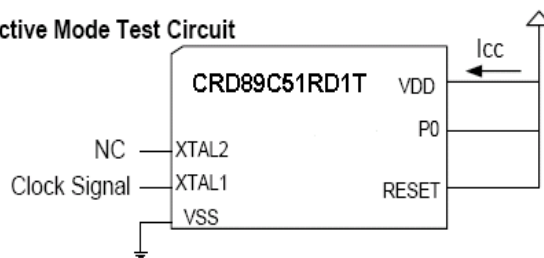 ctive Mode Test Circuit
Icc
CRD89C51RD1T
VDD
P0
NC
XTAL2
Clock Signal
XTAL1
RESET
VSS